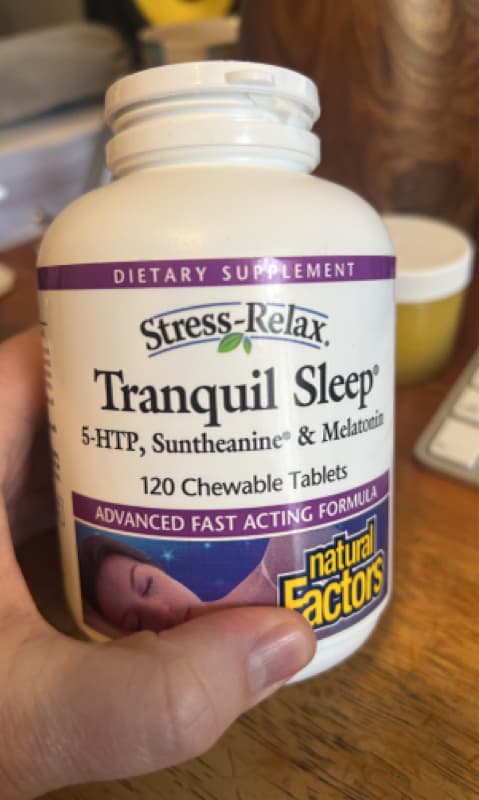 DIETARY SUPPLEMENT
Stress-Relax®
Tranquil Sleep®
5-HTP, Suntheanine® & Melatonin
120 Chewable Tablets
ADVANCED FAST ACTING FORMULA
natural
Factors